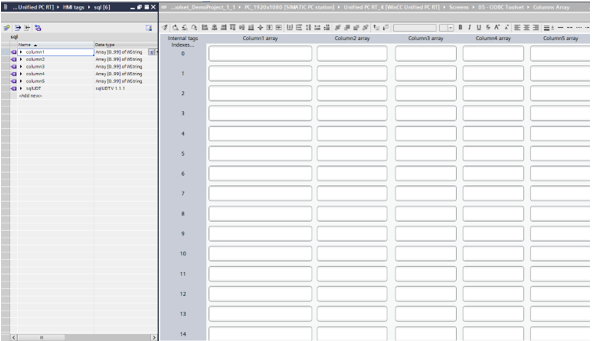 ...Unified PC RT] ▸ HMI tags ▸ sql [6]
sql
Name
Data type
column1 Array [0..99] of WString
column2 Array [0..99] of WString
column3 Array [0..99] of WString
column4 Array [0..99] of WString
column5 Array [0..99] of WString
sqlUDT sqlUDT V 1.1.1
<Add new>
PC_1920x1080 [SIMATIC PC station] ▸ Unified PC RT_4 [WinCC Unified PC RT] ▸ Screens ▸ 05 - ODBC Toolset ▸ Columns Array
Internal tags
Indexes...
Column1 array
Column2 array
Column3 array
Column4 array
Column5 array
0
1
2
3
4
5
6
7
8
9
10
11
12
13
14